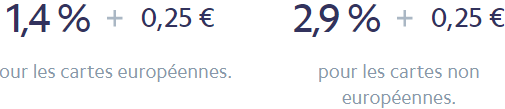 1,4 % + 0,25 € 2,9 % + 0,25 €
our les cartes européennes. pour les cartes non
européennes.